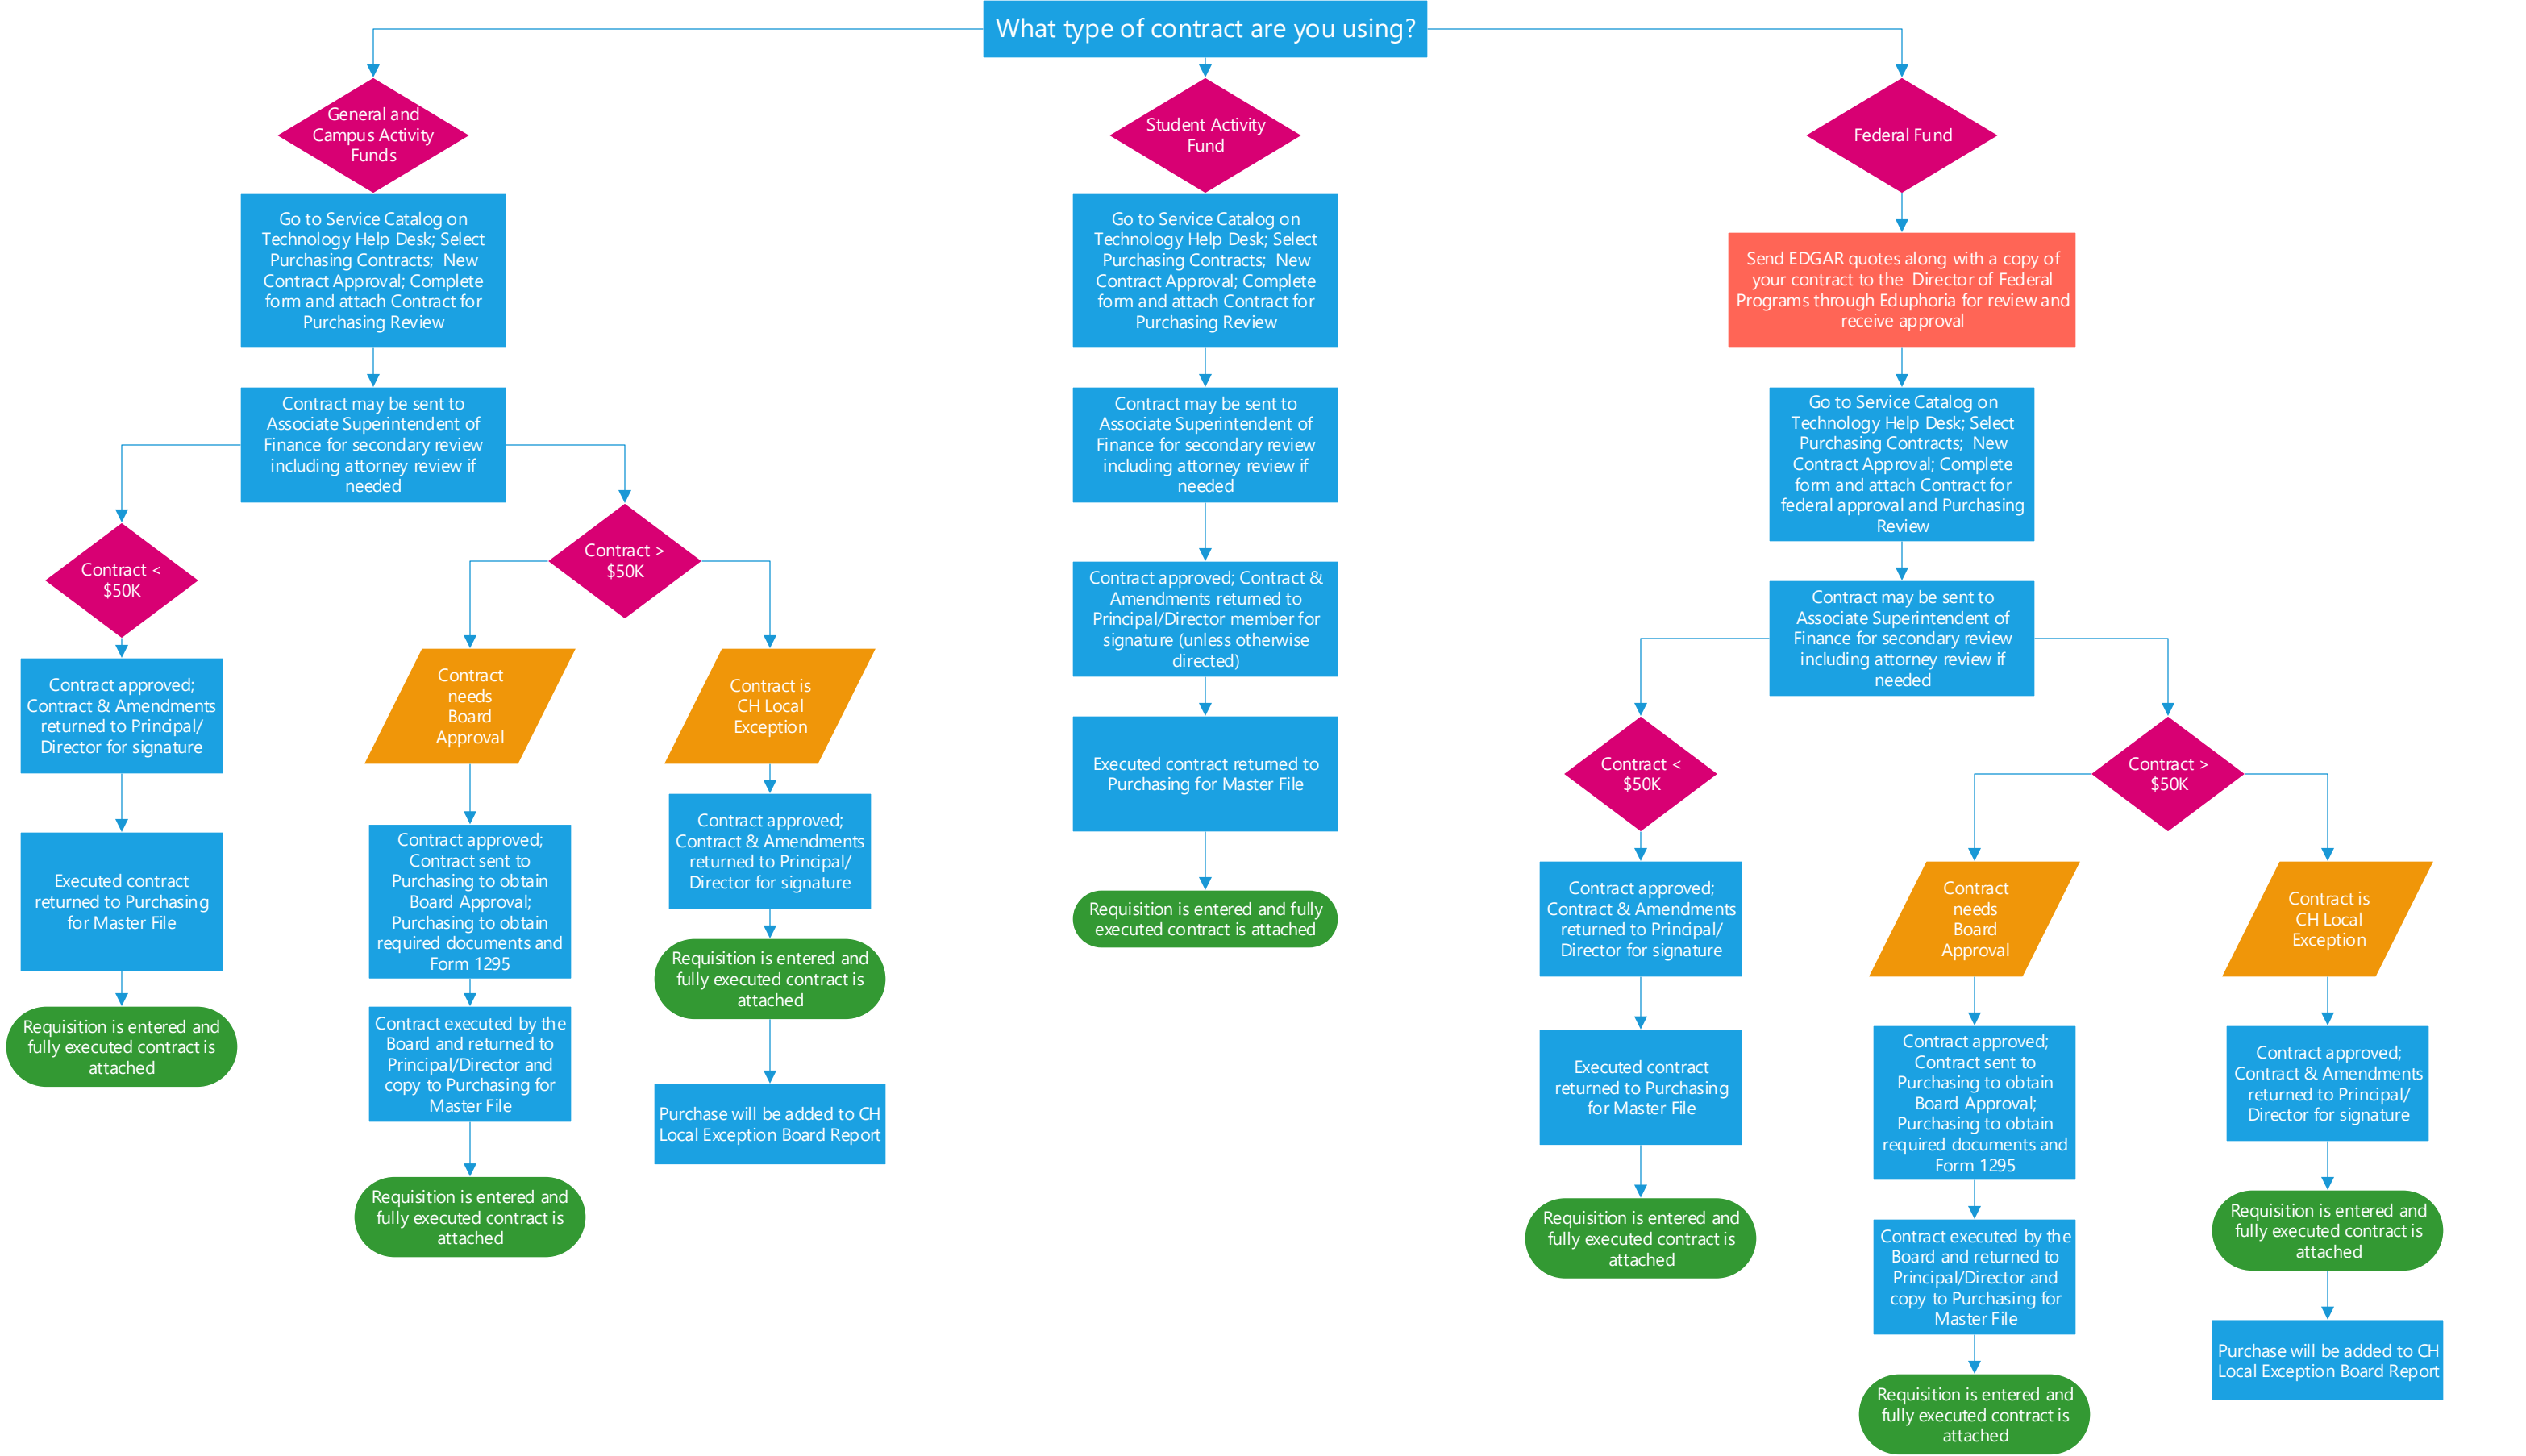 What type of contract are you using?
General and
Campus Activity
Funds
Go to Service Catalog on
Technology Help Desk; Select
Purchasing Contracts;  New
Contract Approval; Complete
form and attach Contract for
Purchasing Review
Contract may be sent to
Associate Superintendent of
Finance for secondary review
including attorney review if
needed
Contract <
$50K
Contract approved;
Contract & Amendments
returned to Principal/
Director for signature
Executed contract
returned to Purchasing
for Master File
Requisition is entered and
fully executed contract is
attached
Contract >
$50K
Contract
needs
Board
Approval
Contract approved;
Contract sent to
Purchasing to obtain
Board Approval;
Purchasing to obtain
required documents and
Form 1295
Contract executed by the
Board and returned to
Principal/Director and
copy to Purchasing for
Master File
Requisition is entered and
fully executed contract is
attached
Contract is
CH Local
Exception
Contract approved;
Contract & Amendments
returned to Principal/
Director for signature
Requisition is entered and
fully executed contract is
attached
Purchase will be added to CH
Local Exception Board Report
Student Activity
Fund
Go to Service Catalog on
Technology Help Desk; Select
Purchasing Contracts;  New
Contract Approval; Complete
form and attach Contract for
Purchasing Review
Contract may be sent to
Associate Superintendent of
Finance for secondary review
including attorney review if
needed
Contract approved; Contract &
Amendments returned to
Principal/Director member for
signature (unless otherwise
directed)
Executed contract returned to
Purchasing for Master File
Requisition is entered and fully
executed contract is attached
Federal Fund
Send EDGAR quotes along with a copy of
your contract to the  Director of Federal
Programs through Eduphoria for review and
receive approval
Go to Service Catalog on
Technology Help Desk; Select
Purchasing Contracts;  New
Contract Approval; Complete
form and attach Contract for
federal approval and Purchasing
Review
Contract may be sent to
Associate Superintendent of
Finance for secondary review
including attorney review if
needed
Contract <
$50K
Contract approved;
Contract & Amendments
returned to Principal/
Director for signature
Executed contract
returned to Purchasing
for Master File
Requisition is entered and
fully executed contract is
attached
Contract >
$50K
Contract
needs
Board
Approval
Contract approved;
Contract sent to
Purchasing to obtain
Board Approval;
Purchasing to obtain
required documents and
Form 1295
Contract executed by the
Board and returned to
Principal/Director and
copy to Purchasing for
Master File
Requisition is entered and
fully executed contract is
attached
Contract is
CH Local
Exception
Contract approved;
Contract & Amendments
returned to Principal/
Director for signature
Requisition is entered and
fully executed contract is
attached
Purchase will be added to CH
Local Exception Board Report